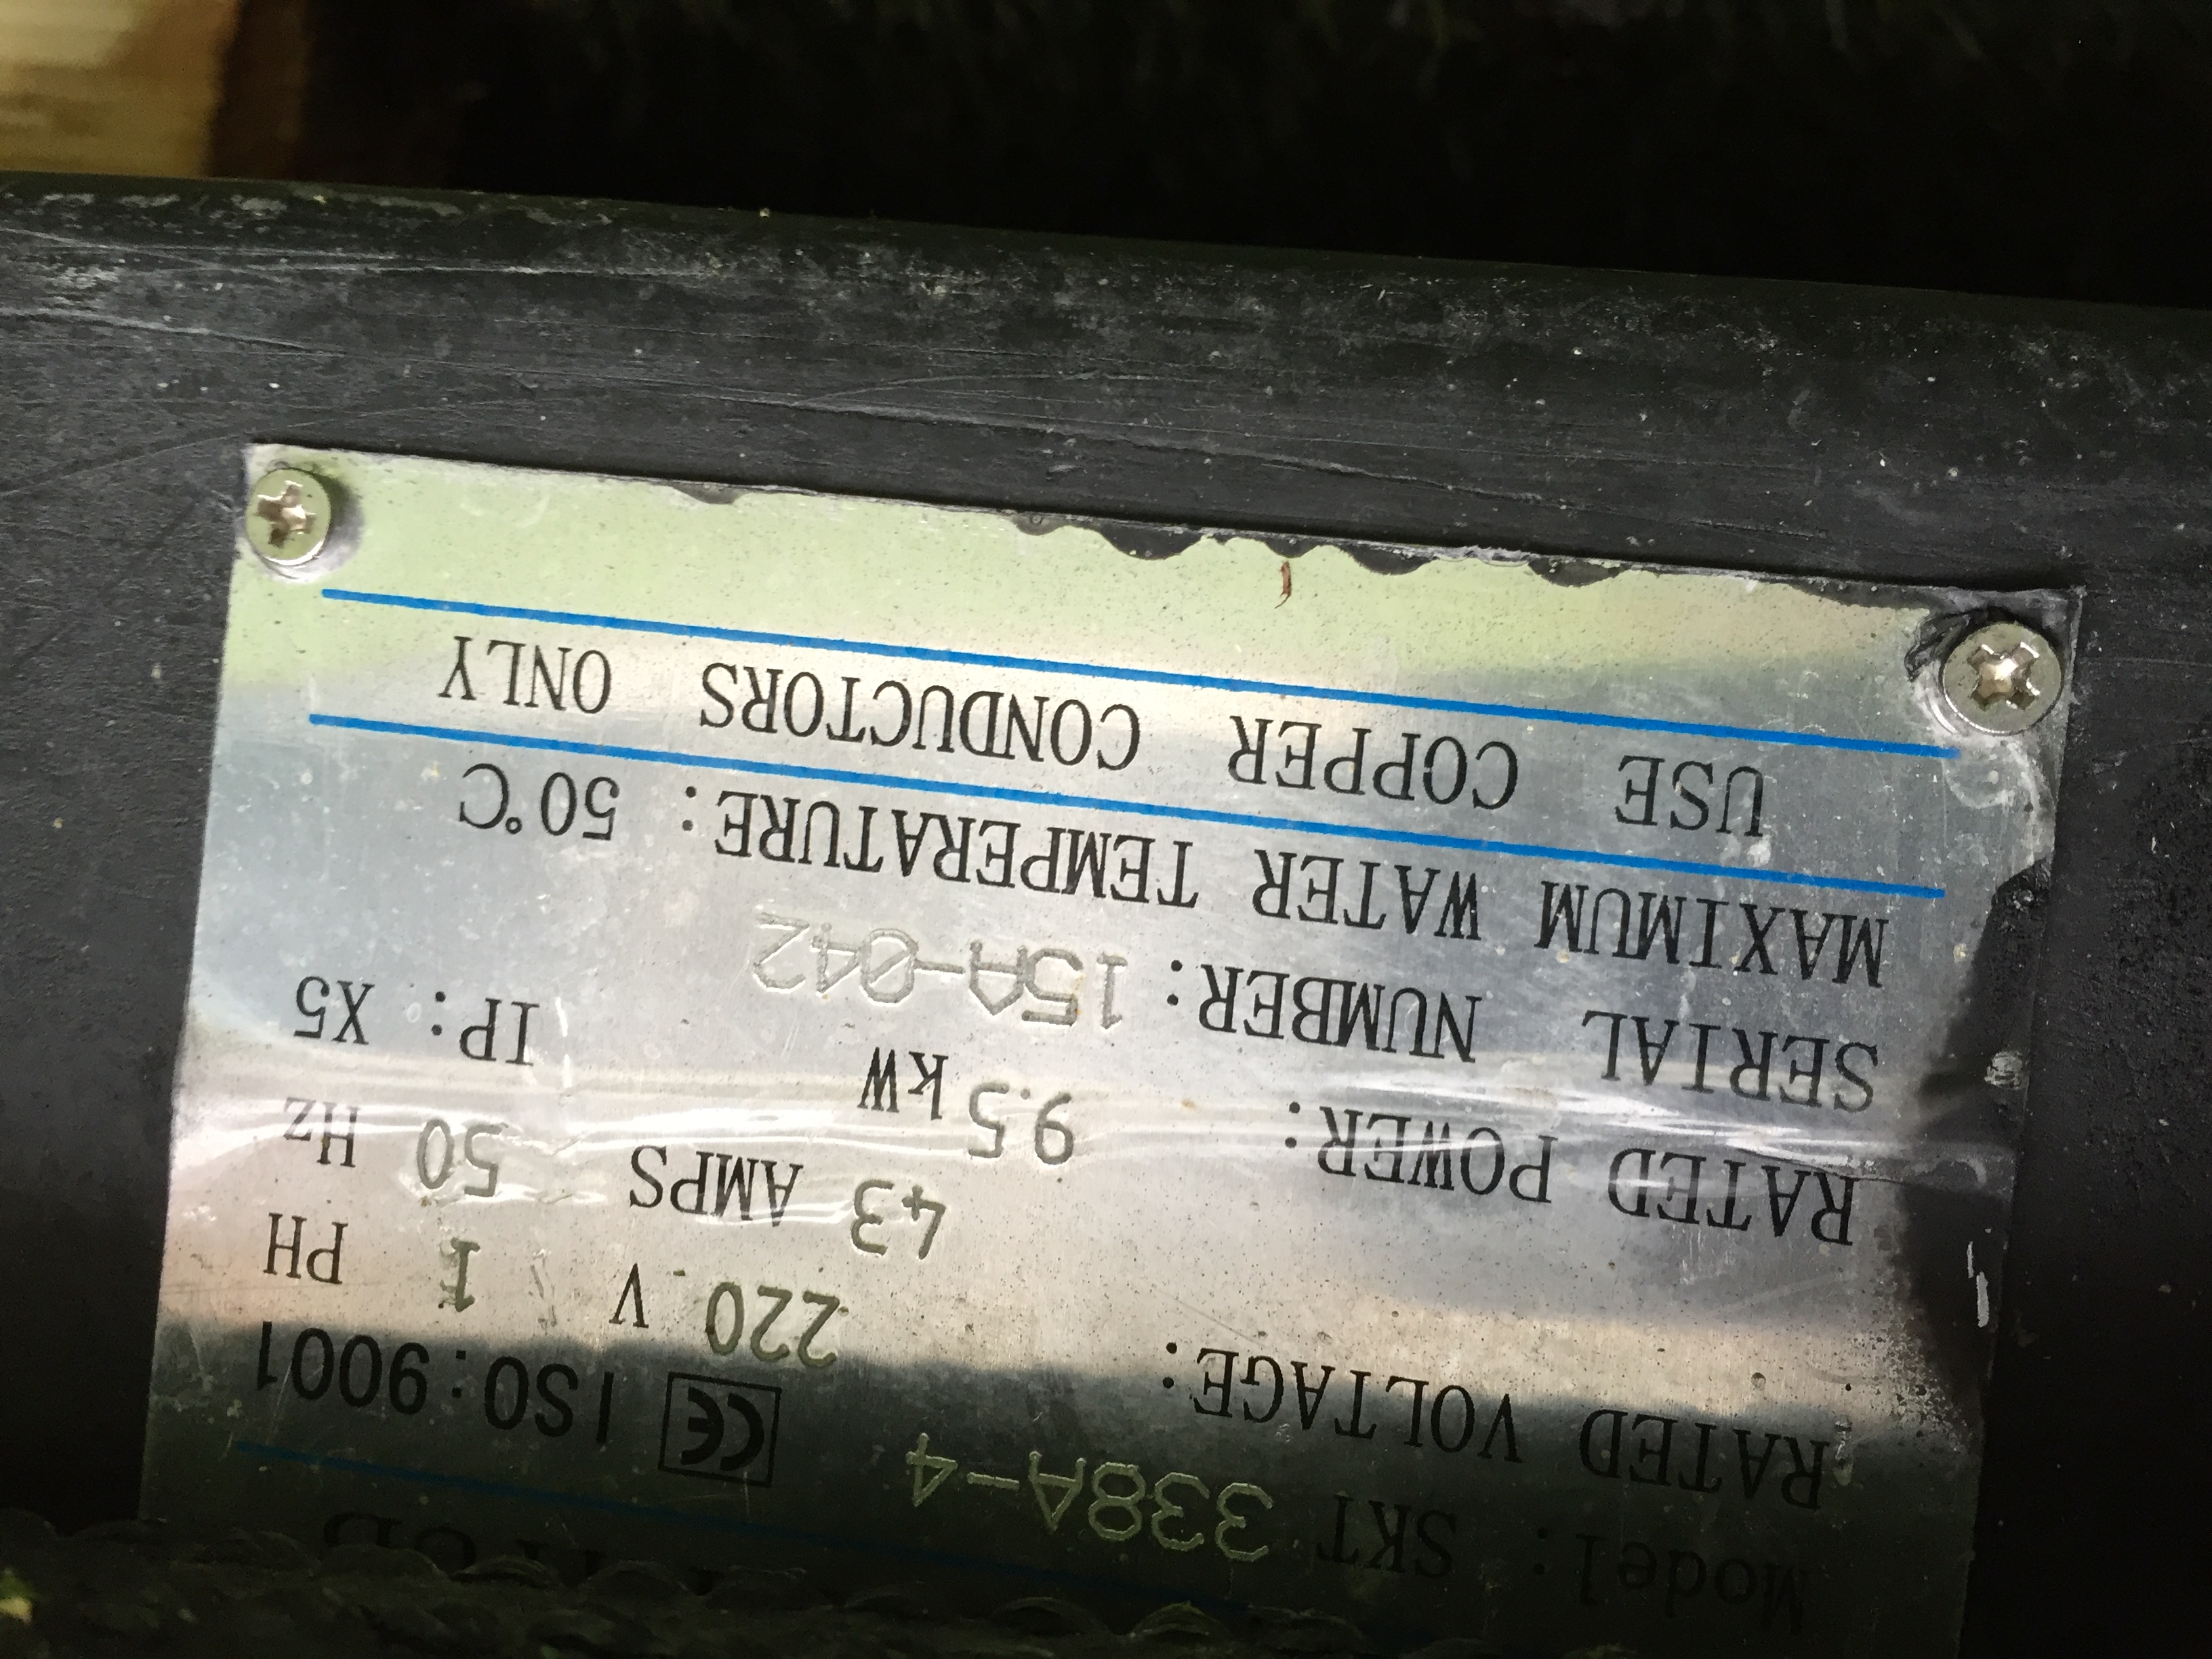 Model: SKT 338A-4 CE ISO:9001
RATED VOLTAGE: 220 V 1 PH
43 AMPS 50 Hz
RATED POWER: 9.5 kW IP: X5
SERIAL NUMBER: 15A-042
MAXIMUM WATER TEMPERATURE: 50℃
USE COPPER CONDUCTORS ONLY